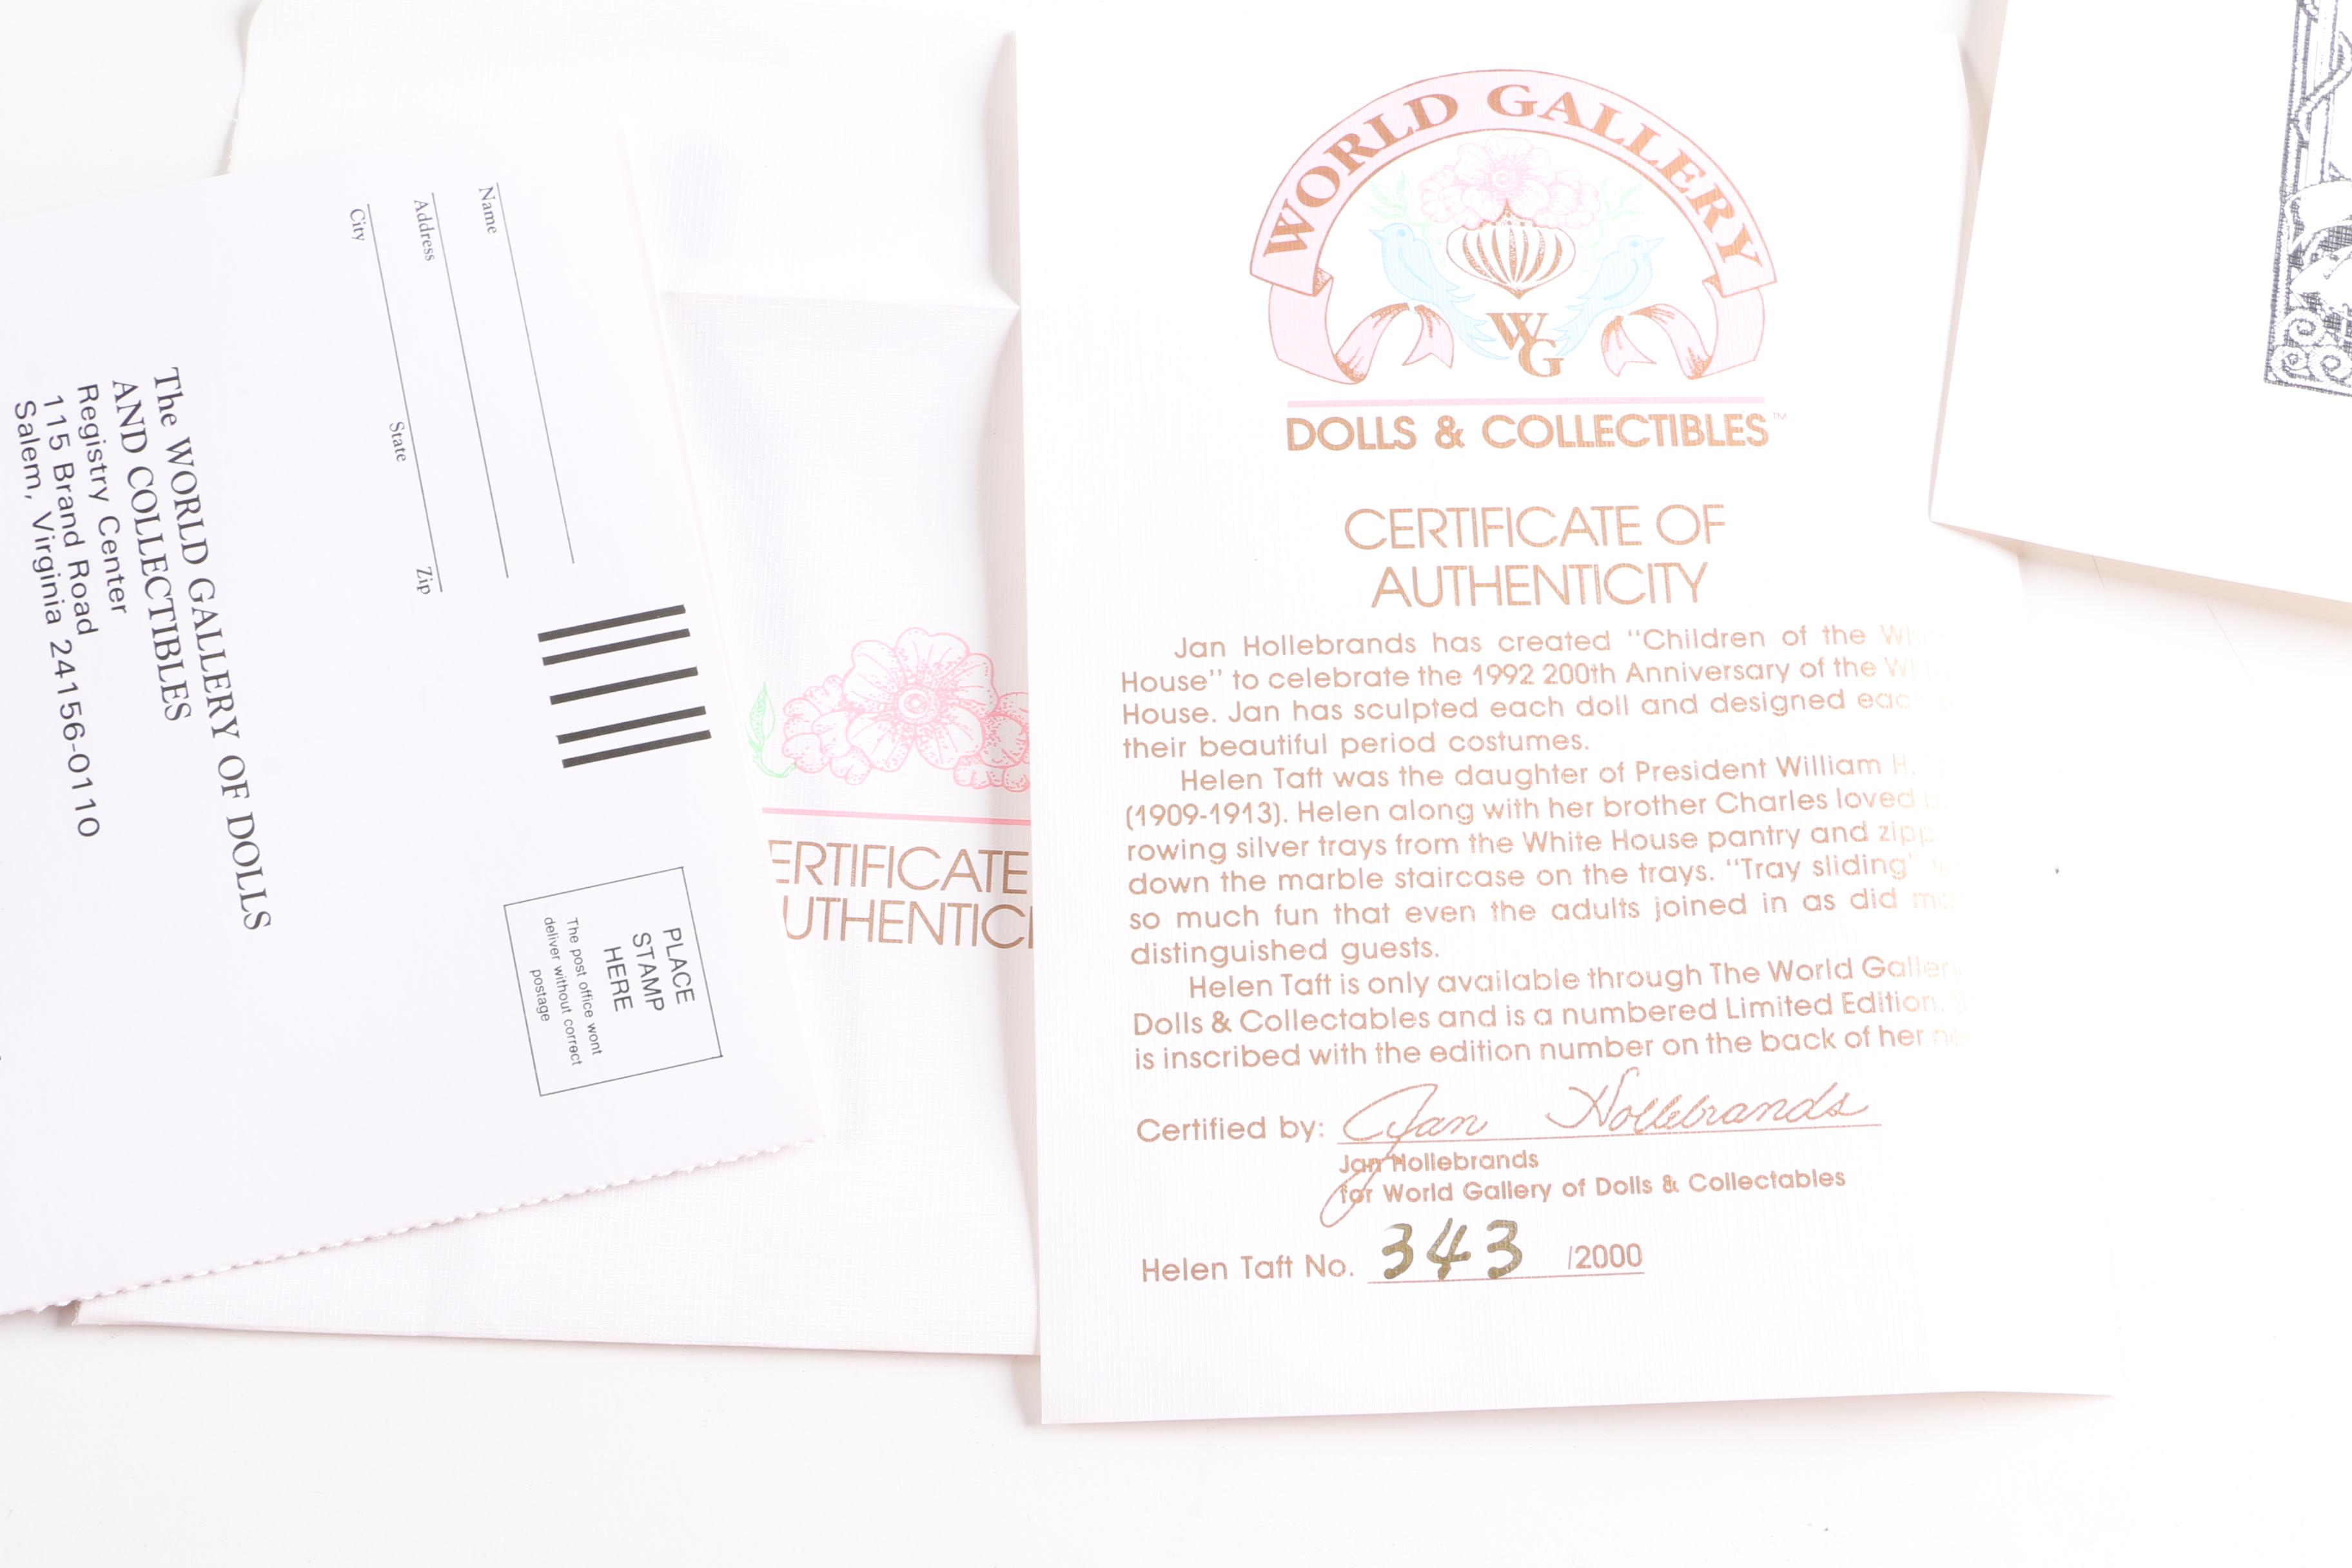 Name
Address
City State Zip
The WORLD GALLERY OF DOLLS
AND COLLECTIBLES
Registry Center
115 Brand Road
Salem, Virginia 24156-0110
PLACE
STAMP
HERE
The post office wont
deliver without correct
postage
ERTIFICATE
UTHENTICI
WORLD GALLERY
WG
DOLLS & COLLECTIBLES™
CERTIFICATE OF
AUTHENTICITY
Jan Hollebrands has created "Children of the
House" to celebrate the 1992 200th Anniversary of the
House. Jan has sculpted each doll and designed
their beautiful period costumes.
Helen Taft was the daughter of President William H.
(1909-1913). Helen along with her brother Charles loved
rowing silver trays from the White House pantry and zipp
down the marble staircase on the trays. "Tray sliding"
so much fun that even the adults joined in as did
distinguished guests.
Helen Taft is only available through The World Gallery
Dolls & Collectables and is a numbered Limited Edition.
is inscribed with the edition number on the back of her
Certified by: Jan Hollebrands
Jan Hollebrands
for World Gallery of Dolls & Collectables
Helen Taft No. 343 /2000